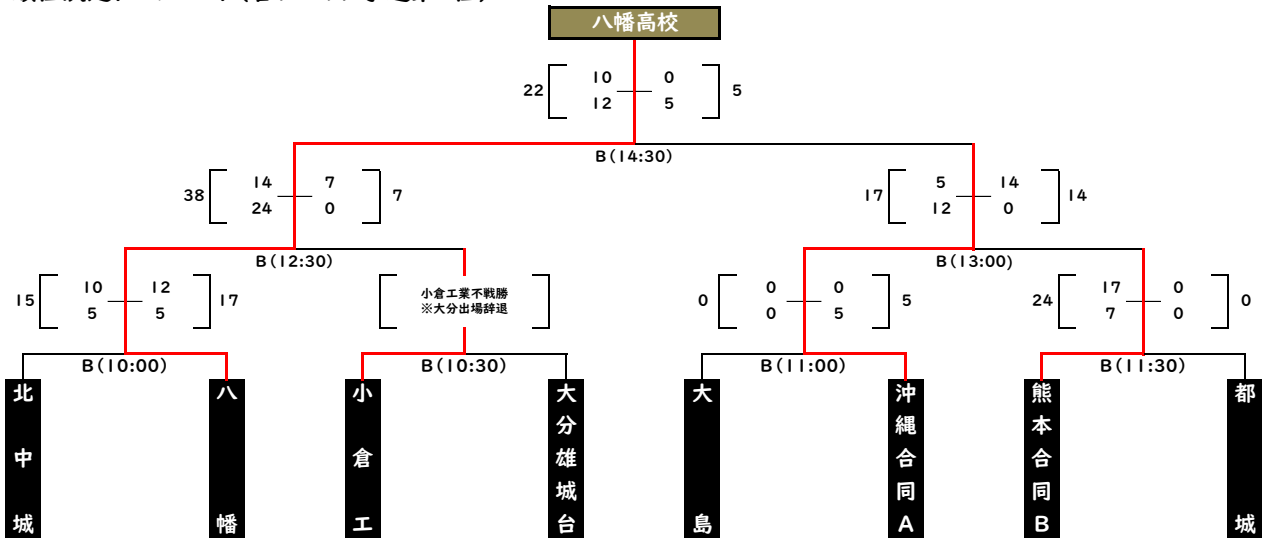 八幡高校
22 10 0 5
12 5
B(14:30)
38 14 7 7
24 0
B(12:30)
17 5 14 14
12 0
B(13:00)
15 10 12 17
5 5
B(10:00)
小倉工業不戦勝
※大分出場辞退
B(10:30)
0 0 0 5
0 5
B(11:00)
24 17 0 0
7 0
B(11:30)
北中城
八幡
小倉工
大分雄城台
大島
沖縄合同A
熊本合同B
都城